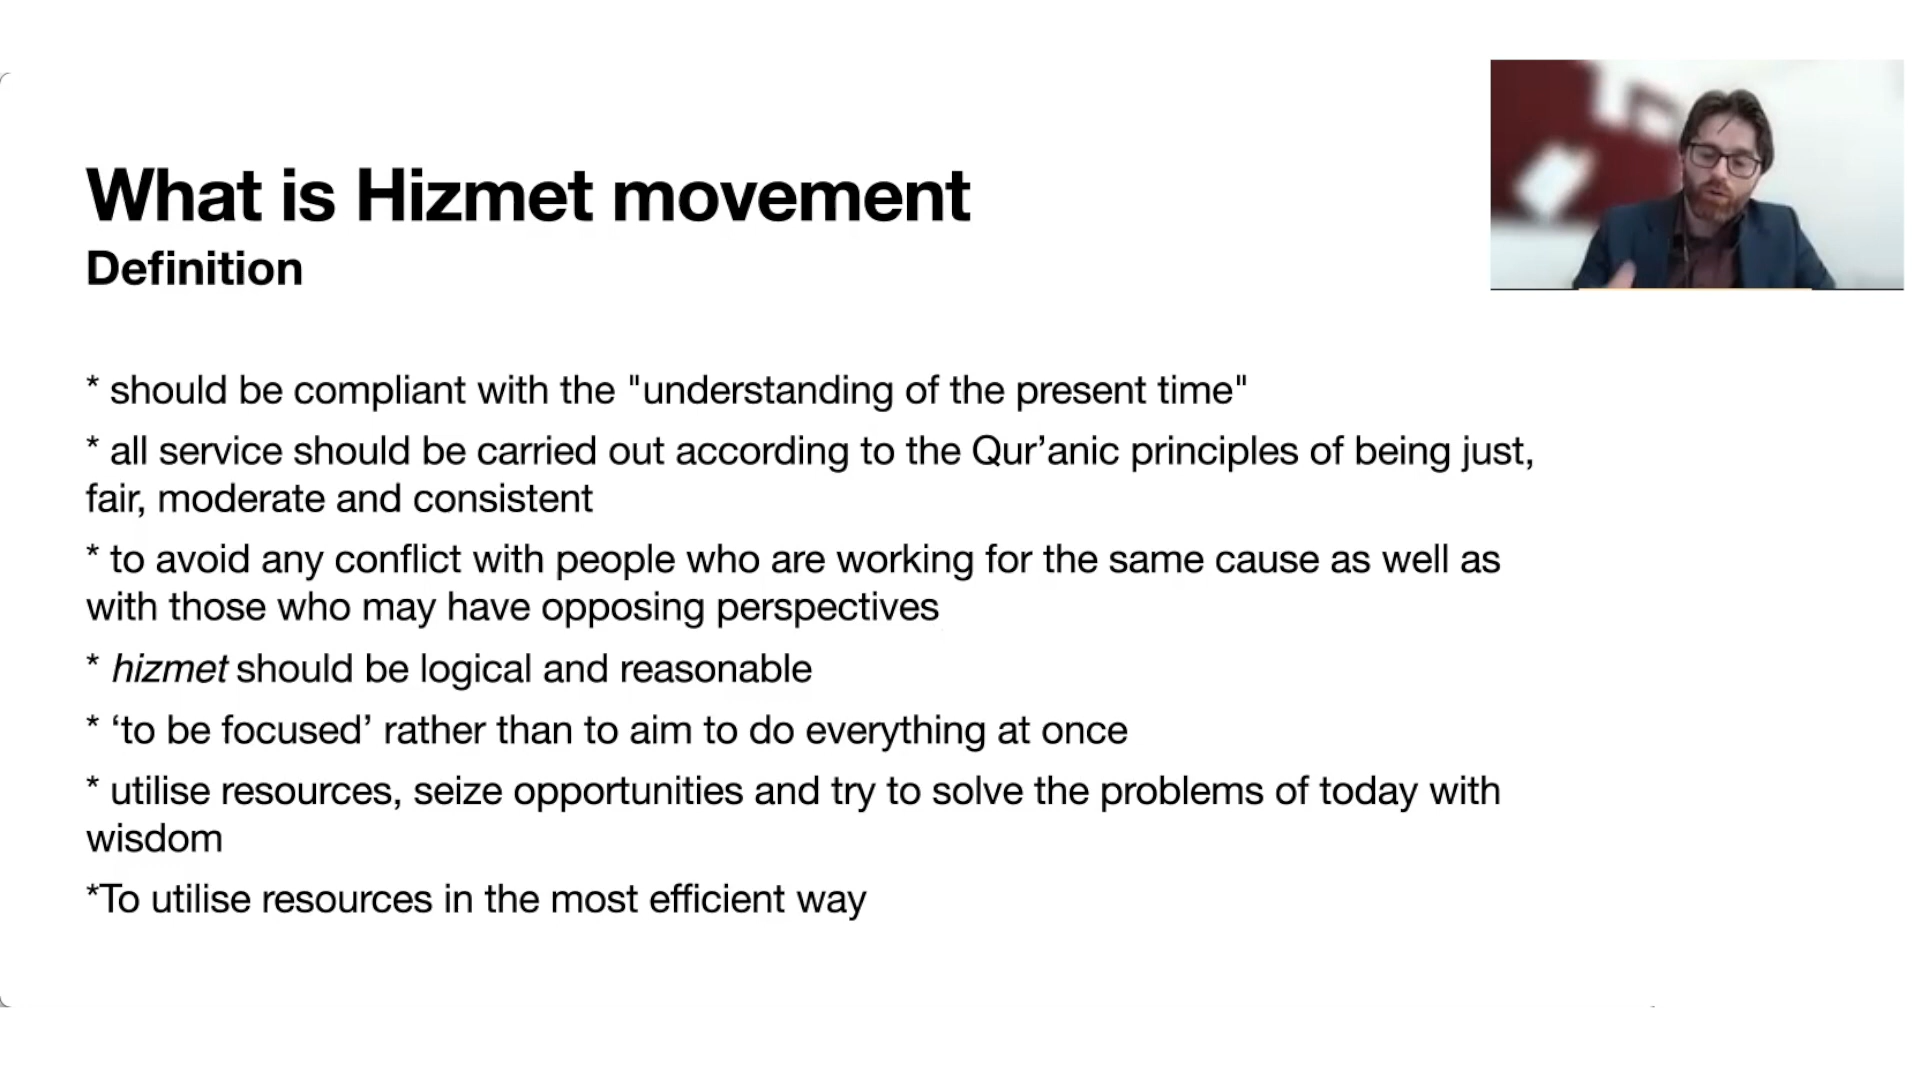 What is Hizmet movement
Definition
* should be compliant with the "understanding of the present time"
* all service should be carried out according to the Qur’anic principles of being just,
fair, moderate and consistent
* to avoid any conflict with people who are working for the same cause as well as
with those who may have opposing perspectives
* hizmet should be logical and reasonable
* ‘to be focused’ rather than to aim to do everything at once
* utilise resources, seize opportunities and try to solve the problems of today with
wisdom
*To utilise resources in the most efficient way